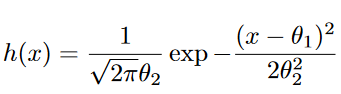 h(x) = \frac{1}{\sqrt{2\pi}\theta_2} \exp - \frac{(x - \theta_1)^2}{2\theta_2^2}